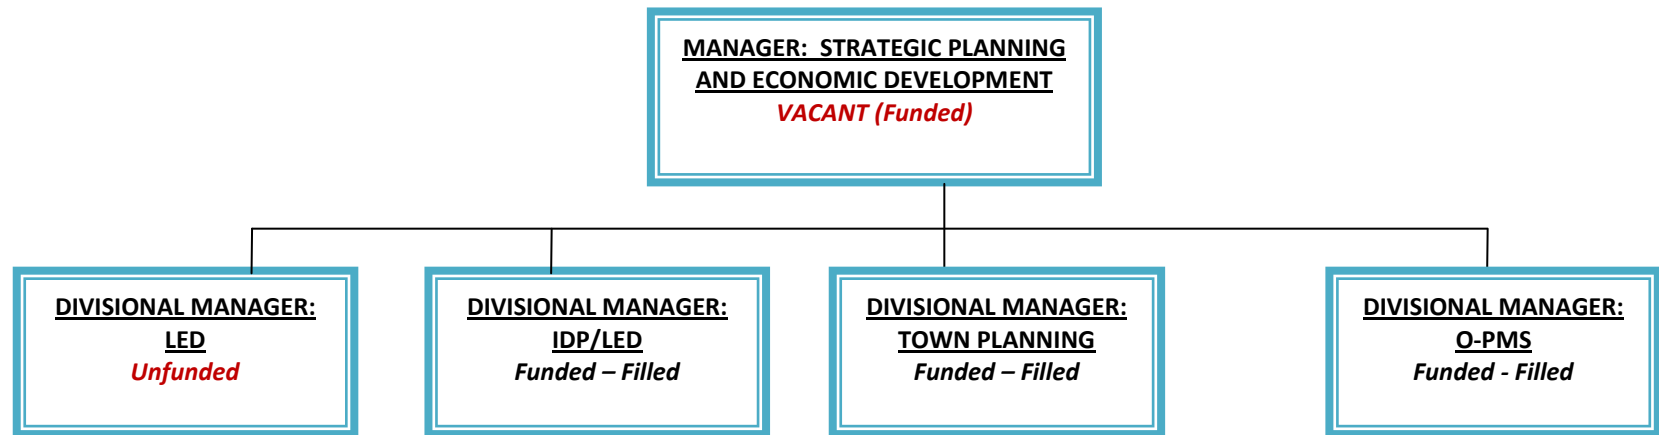 MANAGER:  STRATEGIC PLANNING
AND ECONOMIC DEVELOPMENT
VACANT (Funded)
DIVISIONAL MANAGER:
LED
Unfunded
DIVISIONAL MANAGER:
IDP/LED
Funded – Filled
DIVISIONAL MANAGER:
TOWN PLANNING
Funded – Filled
DIVISIONAL MANAGER:
O-PMS
Funded - Filled